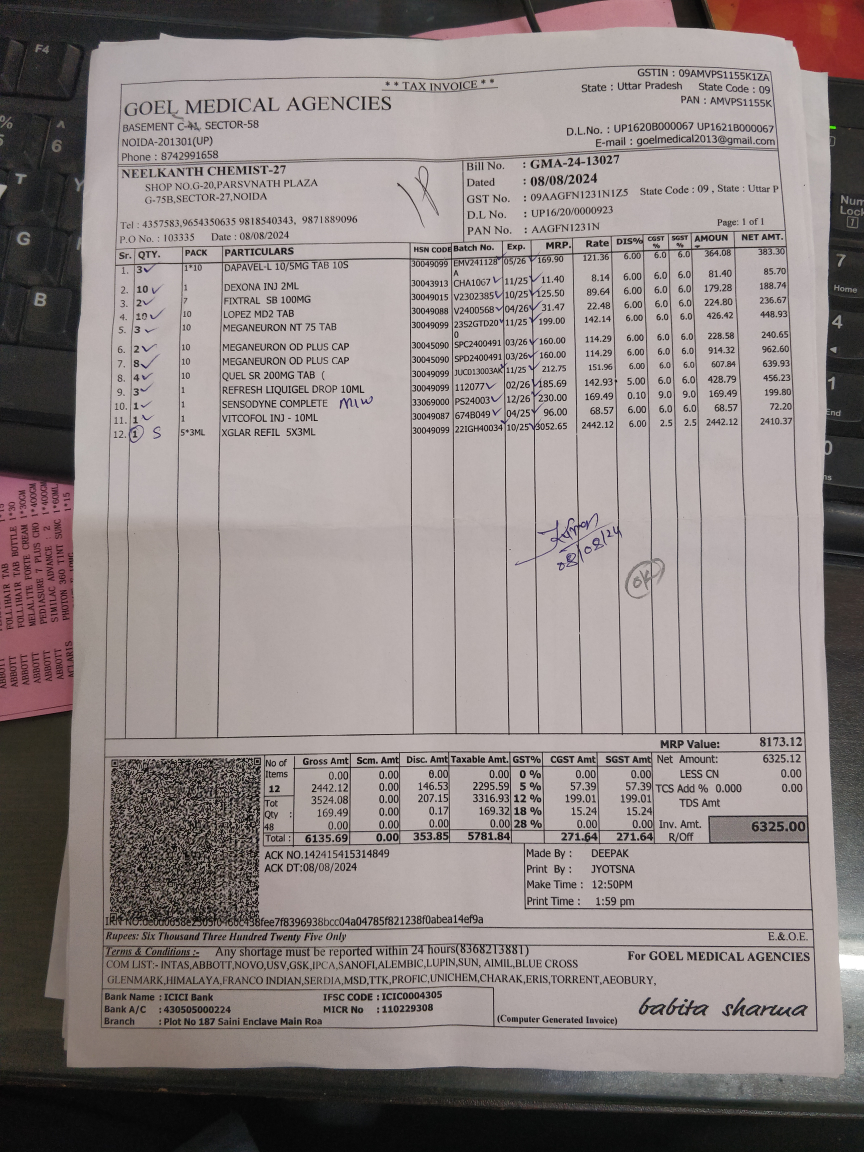 * * TAX INVOICE * *
GSTIN : 09AMVPS1155K1ZA
State : Uttar Pradesh State Code : 09
PAN : AMVPS1155K
GOEL MEDICAL AGENCIES
BASEMENT C-41, SECTOR-58
NOIDA-201301(UP)
Phone : 8742991658
D.L.No. : UP1620B000067 UP1621B000067
E-mail : goelmedical2013@gmail.com
NEELKANTH CHEMIST-27
SHOP NO.G-20,PARSVNATH PLAZA
G-75B,SECTOR-27,NOIDA
Tel : 4357583,9654350635 9818540343, 9871889096
P.O No. : 103335 Date : 08/08/2024
Bill No. : GMA-24-13027
Dated : 08/08/2024
GST No. : 09AAGFN1231N1Z5 State Code : 09 , State : Uttar P
D.L No. : UP16/20/0000923
PAN No. : AAGFN1231N
Page: 1 of 1
Sr. QTY. PACK PARTICULARS HSN CODE Batch No. Exp. MRP. Rate DIS% CGST % SGST % AMOUN NET AMT.
1. 3 1*10 DAPAVEL-L 10/5MG TAB 10S 30049099 EMV241128 05/26 169.90 121.36 6.00 6.0 6.0 364.08 383.30
A
2. 10 1 DEXONA INJ 2ML 30043913 CHA1067 11/25 11.40 8.14 6.00 6.0 6.0 81.40 85.70
3. 2 7 FIXTRAL SB 100MG 30049015 V2302385 10/25 125.50 89.64 6.00 6.0 6.0 179.28 188.74
4. 10 10 LOPEZ MD2 TAB 30049088 V2400568 04/26 31.47 22.48 6.00 6.0 6.0 224.80 236.67
5. 3 10 MEGANEURON NT 75 TAB 30049099 23S2GTD20 11/25 199.00 142.14 6.00 6.0 6.0 426.42 448.93
0
6. 2 10 MEGANEURON OD PLUS CAP 30045090 SPC2400491 03/26 160.00 114.29 6.00 6.0 6.0 228.58 240.65
7. 8 10 MEGANEURON OD PLUS CAP 30045090 SPD2400491 03/26 160.00 114.29 6.00 6.0 6.0 914.32 962.60
8. 4 10 QUEL SR 200MG TAB ( 30049099 JUC013003AK 11/25 212.75 151.96 6.00 6.0 6.0 607.84 639.93
9. 3 1 REFRESH LIQUIGEL DROP 10ML 30049099 112077 02/26 185.69 142.93 5.00 6.0 6.0 428.79 456.23
10. 1 1 SENSODYNE COMPLETE M/W 33069000 PS24003 12/26 230.00 169.49 0.10 9.0 9.0 169.49 199.80
11. 1 1 VITCOFOL INJ - 10ML 30049087 674B049 04/25 96.00 68.57 6.00 6.0 6.0 68.57 72.20
12. 1 S 5*3ML XGLAR REFIL 5X3ML 30049099 22IGH40034 10/25 3052.65 2442.12 6.00 2.5 2.5 2442.12 2410.37
08/08/24
OK
MRP Value: 8173.12
No of Items 12 Tot Qty : 48
Gross Amt Scm. Amt Disc. Amt Taxable Amt. GST% CGST Amt SGST Amt
0.00 0.00 0.00 0.00 0 % 0.00 0.00
2442.12 0.00 146.53 2295.59 5 % 57.39 57.39
3524.08 0.00 207.15 3316.93 12 % 199.01 199.01
169.49 0.00 0.17 169.32 18 % 15.24 15.24
0.00 0.00 0.00 0.00 28 % 0.00 0.00
Total : 6135.69 0.00 353.85 5781.84 271.64 271.64
Net Amount: 6325.12
LESS CN 0.00
TCS Add % 0.000 0.00
TDS Amt
Inv. Amt. 6325.00
R/Off
ACK NO.142415415314849
ACK DT:08/08/2024
Made By : DEEPAK
Print By : JYOTSNA
Make Time : 12:50PM
Print Time : 1:59 pm
Rupees: Six Thousand Three Hundred Twenty Five Only E.& O.E.
Terms & Conditions :- Any shortage must be reported within 24 hours(8368213881)
For GOEL MEDICAL AGENCIES
COM LIST:- INTAS,ABBOTT,NOVO,USV,GSK,IPCA,SANOFI,ALEMBIC,LUPIN,SUN, AIMIL,BLUE CROSS
GLENMARK,HIMALAYA,FRANCO INDIAN,SERDIA,MSD,TTK,PROFIC,UNICHEM,CHARAK,ERIS,TORRENT,AEOBURY,
Bank Name : ICICI Bank IFSC CODE : ICIC0004305
Bank A/C : 430505000224 MICR No : 110229308
Branch : Plot No 187 Saini Enclave Main Roa
(Computer Generated Invoice)
babita sharma